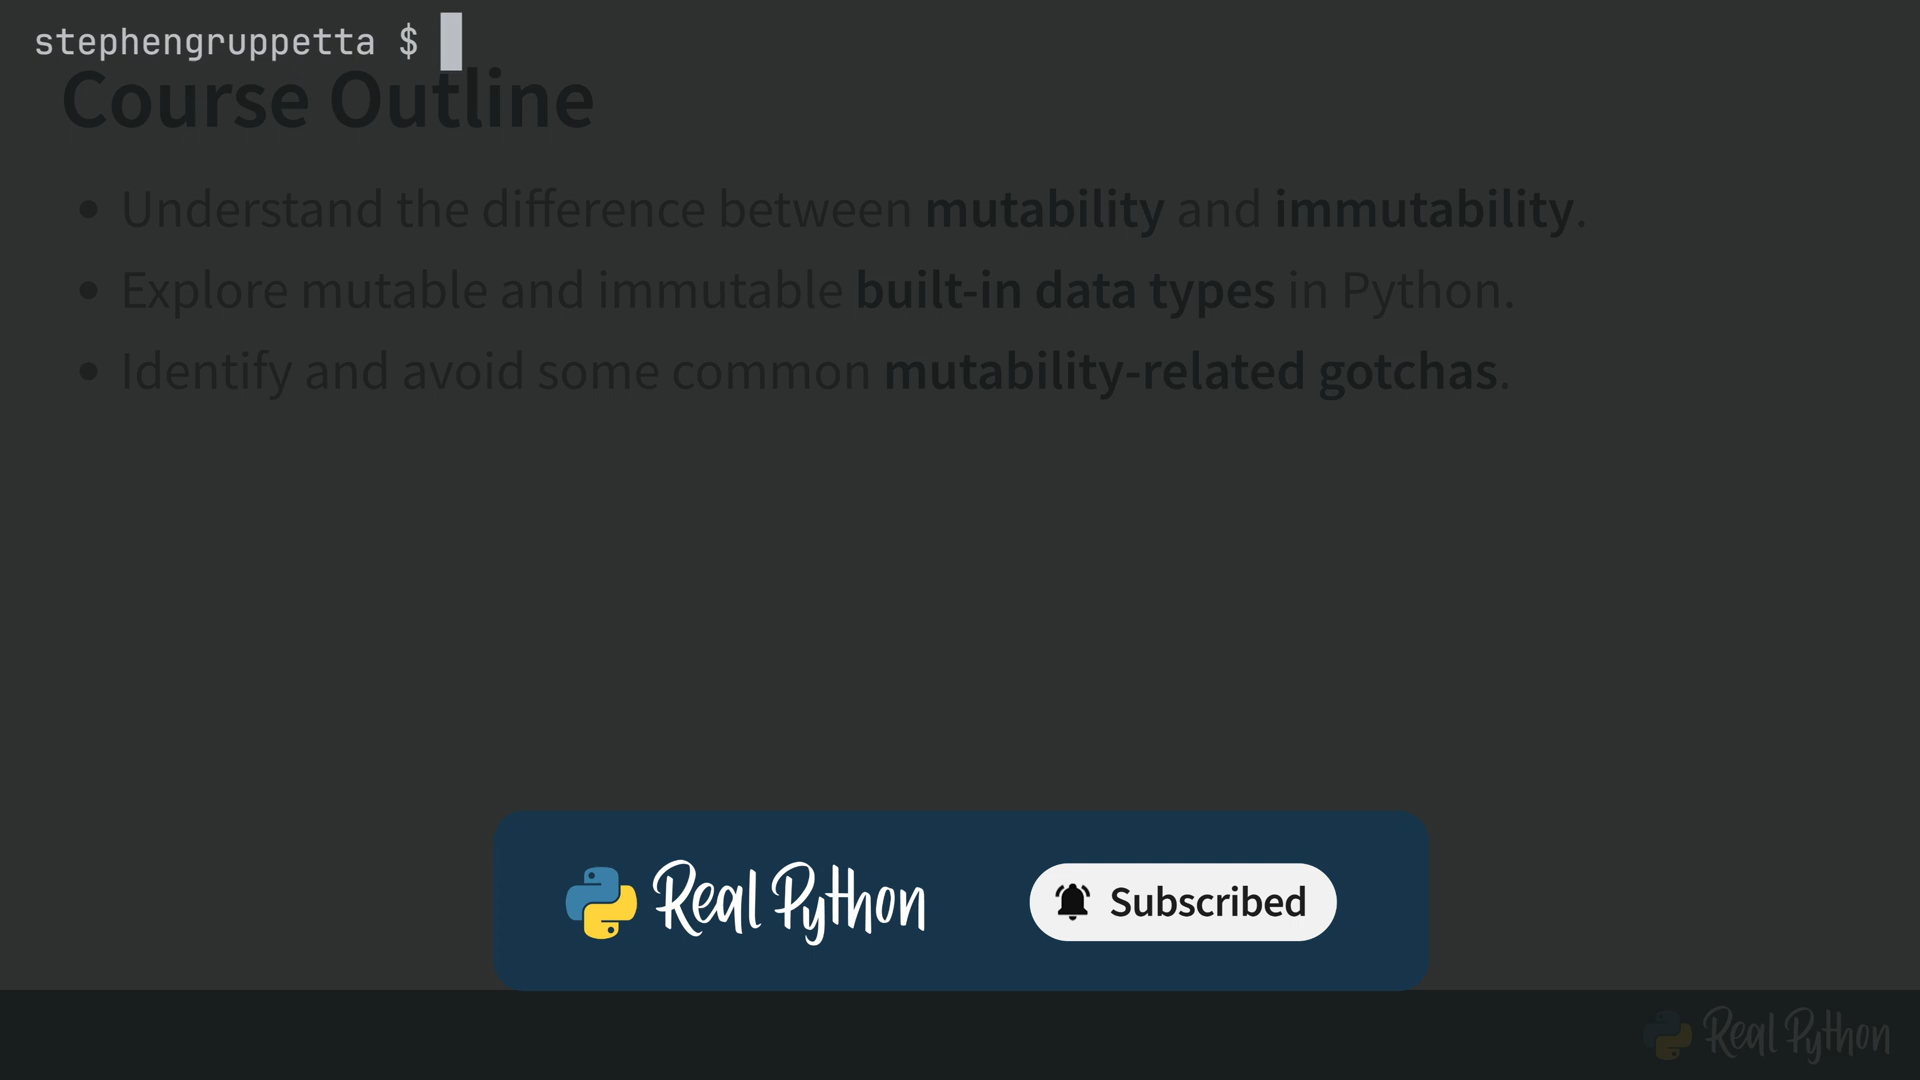 stephengruppetta $
Course Outline
• Understand the difference between mutability and immutability.
• Explore mutable and immutable built-in data types in Python.
• Identify and avoid some common mutability-related gotchas.
Real Python
Subscribed
Real Python